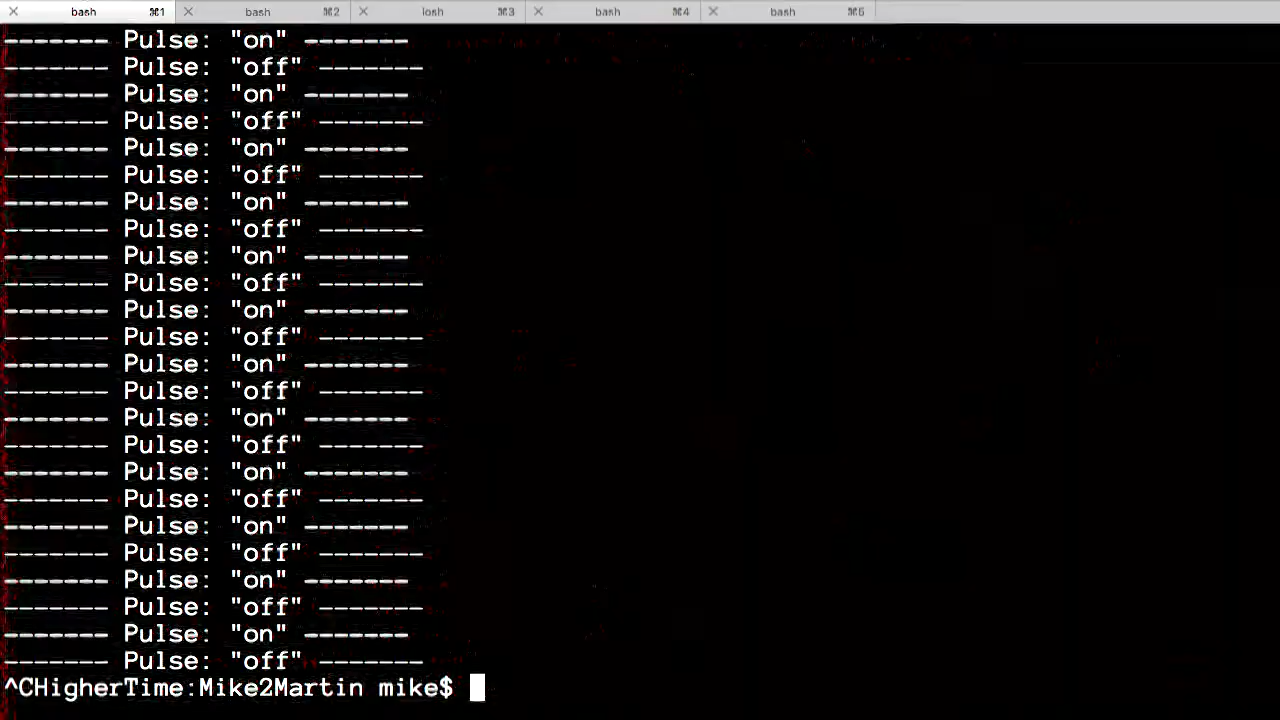 bash ⌘1 bash ⌘2 losh ⌘3 bash ⌘4 bash ⌘5
------- Pulse: "on" -------
------- Pulse: "off" -------
------- Pulse: "on" -------
------- Pulse: "off" -------
------- Pulse: "on" -------
------- Pulse: "off" -------
------- Pulse: "on" -------
------- Pulse: "off" -------
------- Pulse: "on" -------
------- Pulse: "off" -------
------- Pulse: "on" -------
------- Pulse: "off" -------
------- Pulse: "on" -------
------- Pulse: "off" -------
------- Pulse: "on" -------
------- Pulse: "off" -------
------- Pulse: "on" -------
------- Pulse: "off" -------
------- Pulse: "on" -------
------- Pulse: "off" -------
------- Pulse: "on" -------
------- Pulse: "off" -------
------- Pulse: "on" -------
------- Pulse: "off" -------
^CHigherTime:Mike2Martin mike$